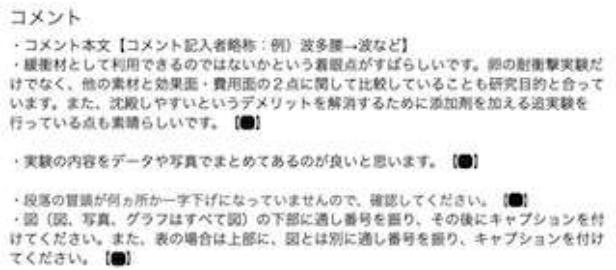 コメント
・コメント本文【コメント記入者略称：例）波多腰→波など】
・緩衝材として利用できるのではないかという着眼点がすばらしいです。卵の耐衝撃実験だ
けでなく、他の素材と効果面・費用面の２点に関して比較していることも研究目的と合って
います。また、沈殿しやすいというデメリットを解消するために添加剤を加える追実験を
行っている点も素晴らしいです。【●】
・実験の内容をデータや写真でまとめてあるのが良いと思います。【●】
・段落の冒頭が何ヵ所か一字下げになっていませんので、確認してください。【●】
・図（図、写真、グラフはすべて図）の下部に通し番号を振り、その後にキャプションを付
けてください。また、表の場合は上部に、図とは別に通し番号を振り、キャプションを付け
てください。【●】